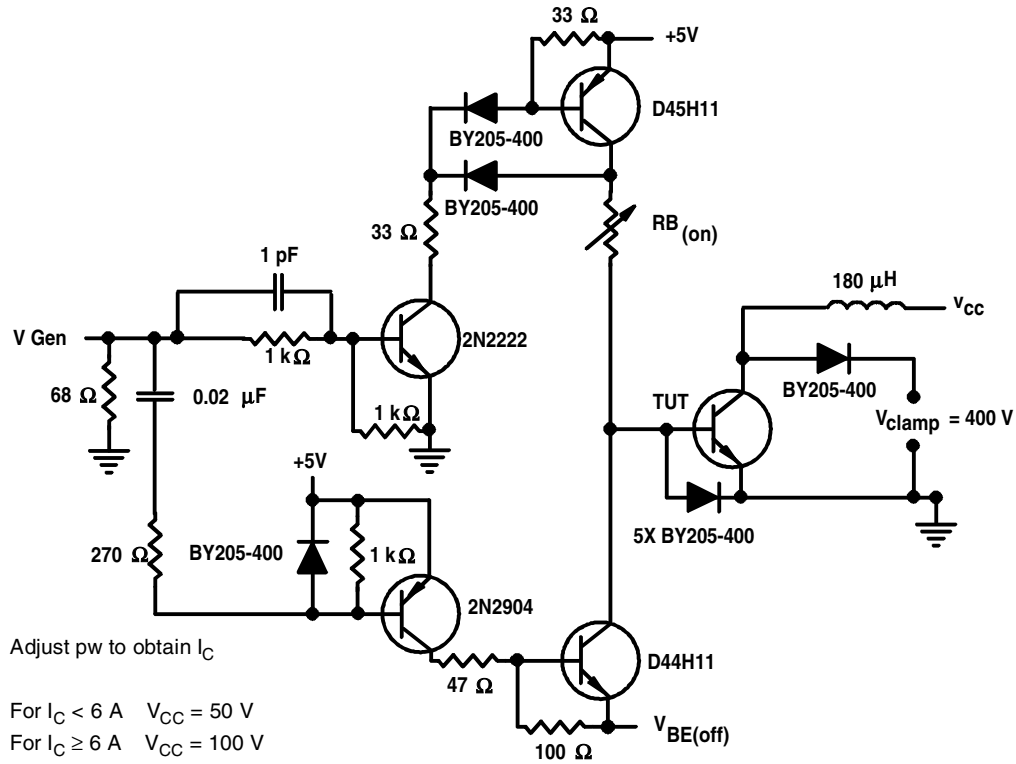 33 Ω
+5V
D45H11
BY205-400
BY205-400
33 Ω
RB(on)
1 pF
180 μH
VCC
V Gen
1 kΩ
2N2222
BY205-400
68 Ω
0.02 μF
1 kΩ
TUT
Vclamp = 400 V
+5V
5X BY205-400
270 Ω
BY205-400
1 kΩ
2N2904
Adjust pw to obtain IC
D44H11
47 Ω
For IC < 6 A VCC = 50 V
VBE(off)
For IC ≥ 6 A VCC = 100 V
100 Ω